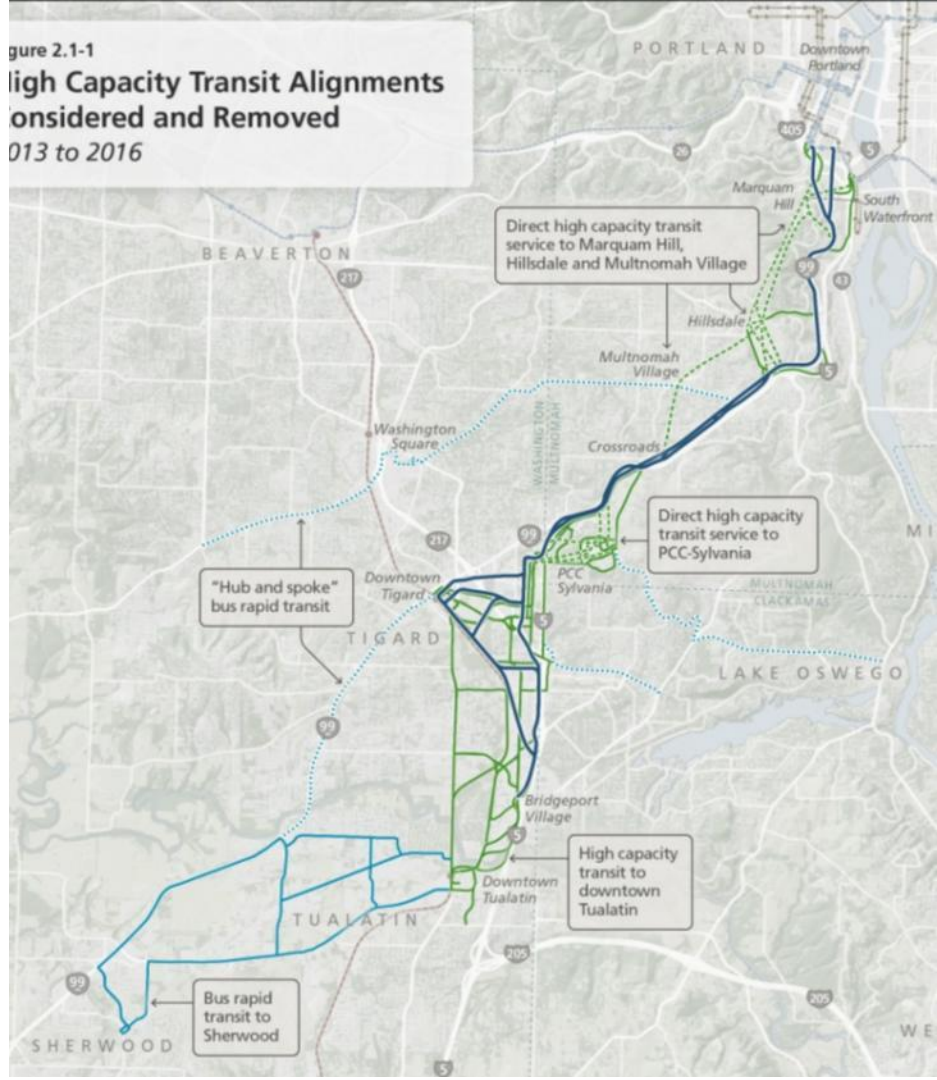 gure 2.1-1
igh Capacity Transit Alignments
onsidered and Removed
013 to 2016
PORTLAND
Downtown
Portland
405
5
26
Marquam
Hill
South
Waterfront
Direct high capacity transit
service to Marquam Hill,
Hillsdale and Multnomah Village
BEAVERTON
217
99
43
Hillsdale
Multnomah
Village
5
Washington
Square
WASHINGTON
MULTNOMAH
Crossroads
Direct high capacity
transit service to
PCC-Sylvania
MI
99
217
"Hub and spoke"
bus rapid transit
Downtown
Tigard
PCC
Sylvania
MULTNOMAH
CLACKAMAS
5
TIGARD
LAKE OSWEGO
99
Bridgeport
Village
5
High capacity
transit to
downtown
Tualatin
Downtown
Tualatin
TUALATIN
205
99
Bus rapid
transit to
Sherwood
205
SHERWOOD
WE
5